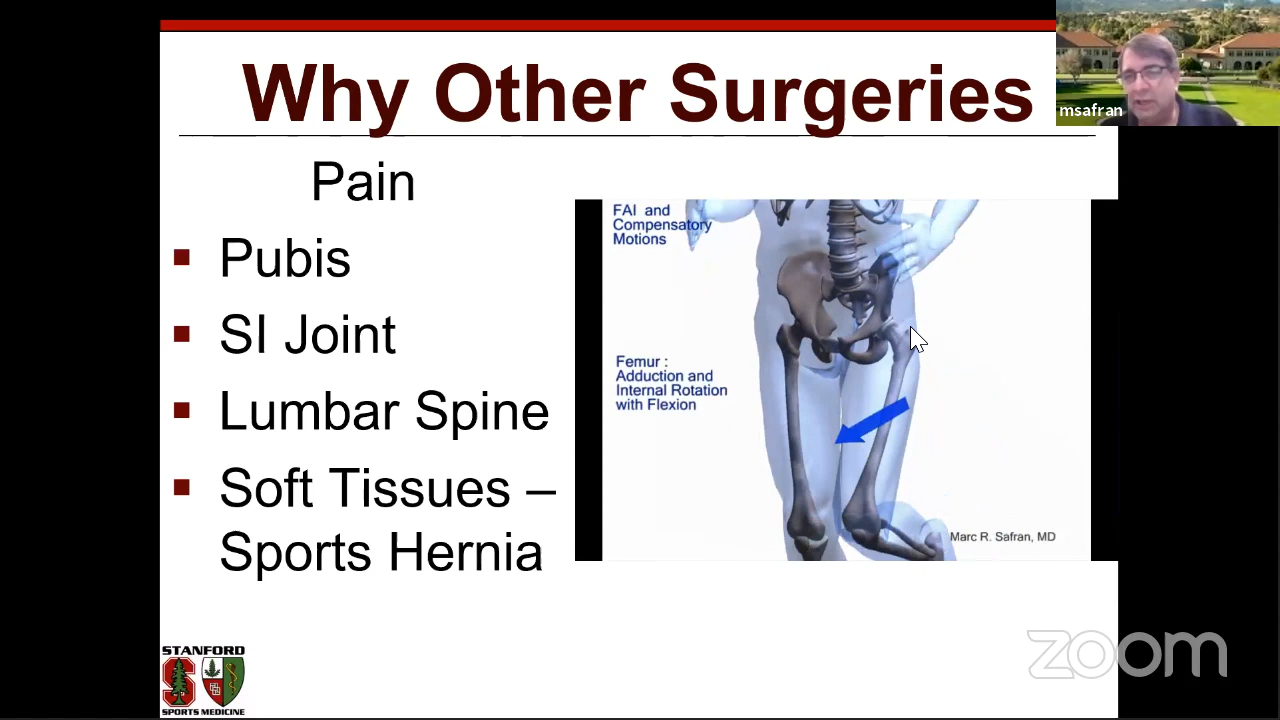 Why Other Surgeries
msafran
Pain
▪ Pubis
▪ SI Joint
▪ Lumbar Spine
▪ Soft Tissues –
Sports Hernia
FAI and
Compensatory
Motions
Femur :
Adduction and
Internal Rotation
with Flexion
Marc R. Safran, MD
STANFORD
S
SPORTS MEDICINE
zoom